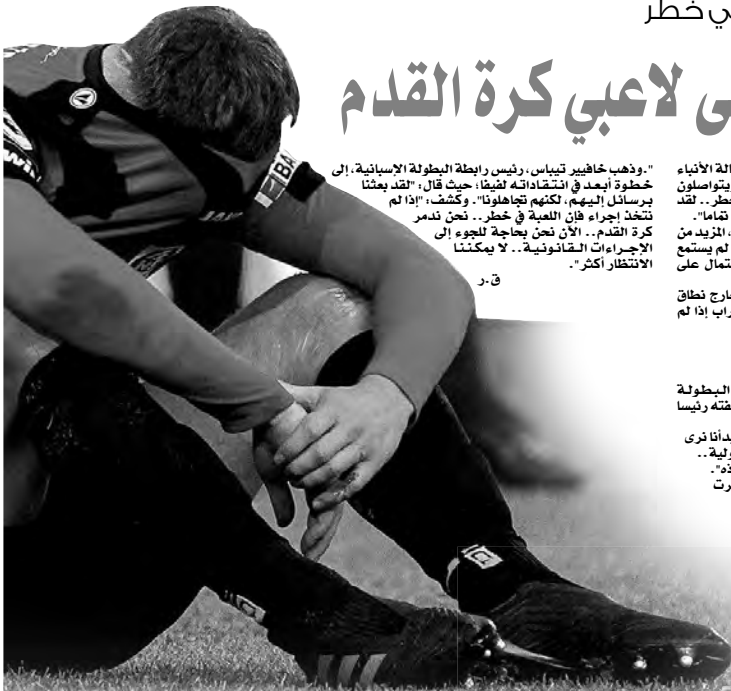 ي خطر
ى لاعبي كرة القدم
الة الأنباء
يتواصلون
خطر.. لقد
تماما".
، المزيد من
لم يستمع
تمال على
خارج نطاق
راب إذا لم
البطولة
فته رئيسا
بدأنا نرى
ولية..
ذه".
رت
".وذهب خافيير تيباس، رئيس رابطة البطولة الإسبانية، إلى
خطوة أبعد في انتقاداته لفيفا؛ حيث قال: "لقد بعثنا
برسائل إليهم، لكنهم تجاهلونا". وكشف: "إذا لم
نتخذ إجراء فإن اللعبة في خطر.. نحن ندمر
كرة القدم.. الآن نحن بحاجة للجوء إلى
الإجراءات القانونية.. لا يمكننا
الانتظار أكثر".
ق.ر